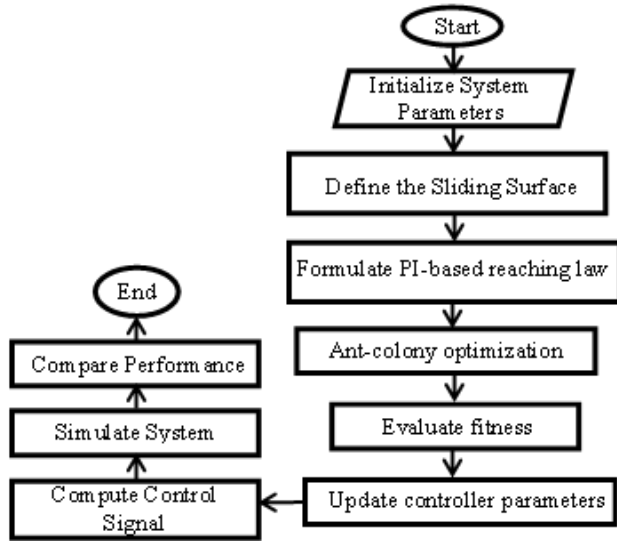 Start
Initialize System
Parameters
Define the Sliding Surface
Formulate PI-based reaching law
Ant-colony optimization
Evaluate fitness
Update controller parameters
Compute Control
Signal
Simulate System
Compare Performance
End